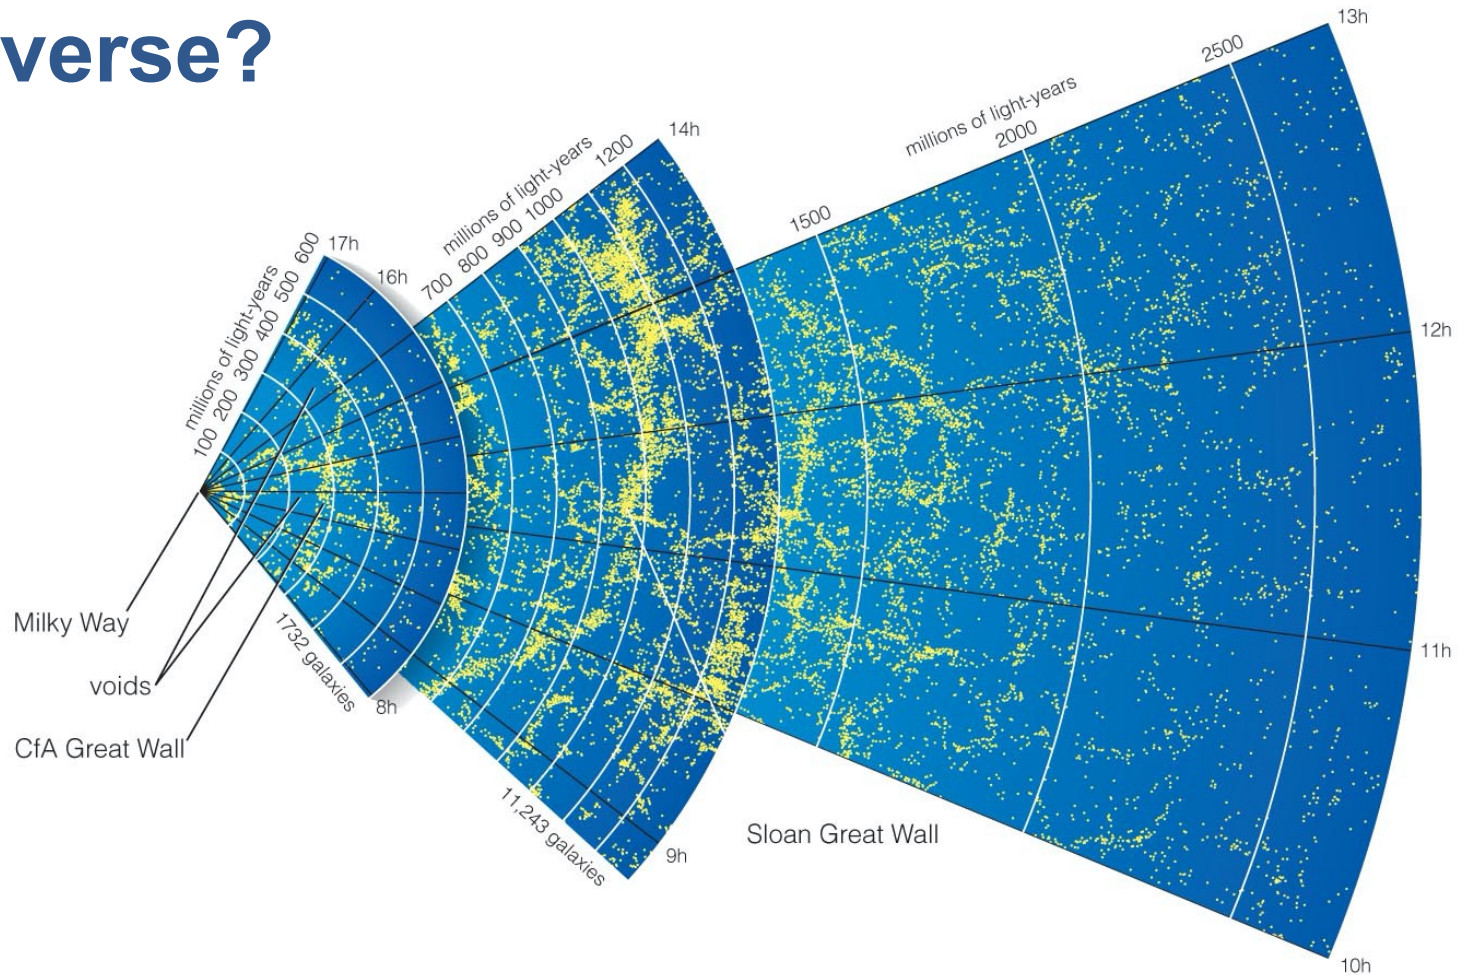 verse?
millions of light-years
100 200 300 400 500 600
17h
16h
Milky Way
voids
CfA Great Wall
1732 galaxies
8h
millions of light-years
700 800 900 1000 1200
14h
11,243 galaxies
9h
Sloan Great Wall
millions of light-years
1500
2000
2500
13h
12h
11h
10h